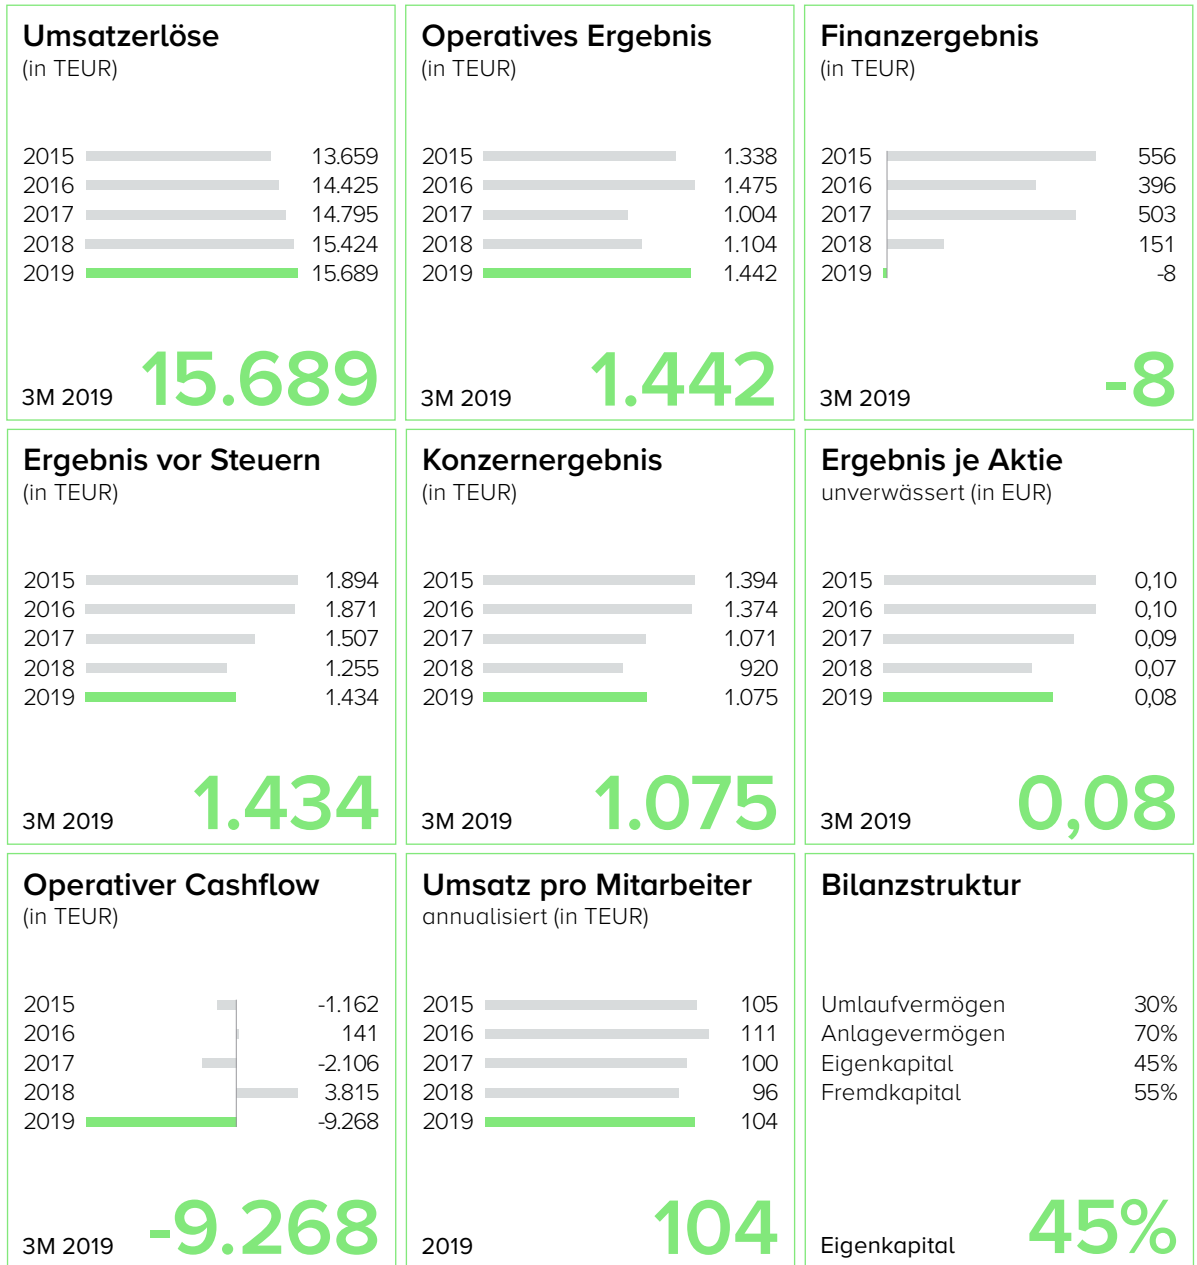 Umsatzerlöse
(in TEUR)
2015 13.659
2016 14.425
2017 14.795
2018 15.424
2019 15.689
3M 2019 15.689
Operatives Ergebnis
(in TEUR)
2015 1.338
2016 1.475
2017 1.004
2018 1.104
2019 1.442
3M 2019 1.442
Finanzergebnis
(in TEUR)
2015 556
2016 396
2017 503
2018 151
2019 -8
3M 2019 -8
Ergebnis vor Steuern
(in TEUR)
2015 1.894
2016 1.871
2017 1.507
2018 1.255
2019 1.434
3M 2019 1.434
Konzernergebnis
(in TEUR)
2015 1.394
2016 1.374
2017 1.071
2018 920
2019 1.075
3M 2019 1.075
Ergebnis je Aktie
unverwässert (in EUR)
2015 0,10
2016 0,10
2017 0,09
2018 0,07
2019 0,08
3M 2019 0,08
Operativer Cashflow
(in TEUR)
2015 -1.162
2016 141
2017 -2.106
2018 3.815
2019 -9.268
3M 2019 -9.268
Umsatz pro Mitarbeiter
annualisiert (in TEUR)
2015 105
2016 111
2017 100
2018 96
2019 104
2019 104
Bilanzstruktur
Umlaufvermögen 30%
Anlagevermögen 70%
Eigenkapital 45%
Fremdkapital 55%
Eigenkapital 45%